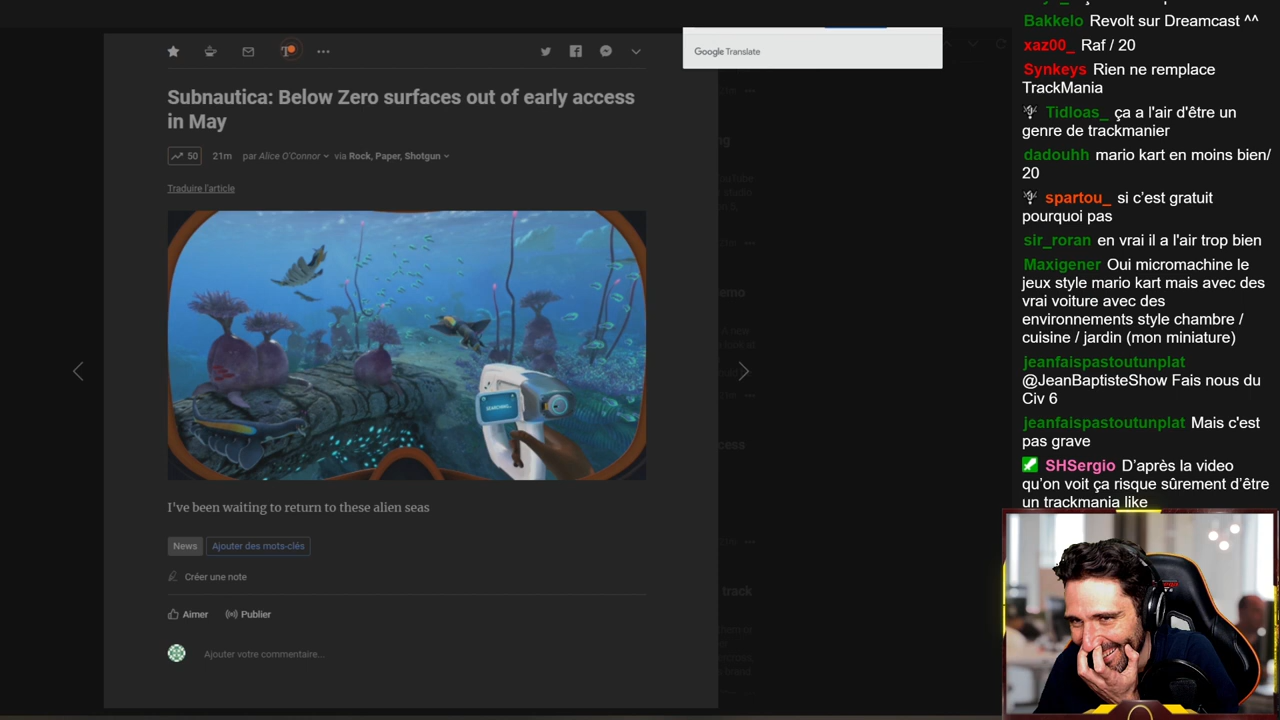 Google Translate
Subnautica: Below Zero surfaces out of early access
in May
50 21m par Alice O'Connor via Rock, Paper, Shotgun
Traduire l'article
SEARCHING...
I've been waiting to return to these alien seas
News Ajouter des mots-clés
Créer une note
Aimer Publier
Ajouter votre commentaire...
emo
cess
track
Bakkelo Revolt sur Dreamcast ^^
xaz00_ Raf / 20
Synkeys Rien ne remplace
TrackMania
Tidloas_ ça a l'air d'être un
genre de trackmanier
dadouhh mario kart en moins bien/
20
spartou_ si c'est gratuit
pourquoi pas
sir_roran en vrai il a l'air trop bien
Maxigener Oui micromachine le
jeux style mario kart mais avec des
vrai voiture avec des
environnements style chambre /
cuisine / jardin (mon miniature)
jeanfaispastoutunplat
@JeanBaptisteShow Fais nous du
Civ 6
jeanfaispastoutunplat Mais c'est
pas grave
SHSergio D'après la video
qu'on voit ça risque sûrement d'être
un trackmania like